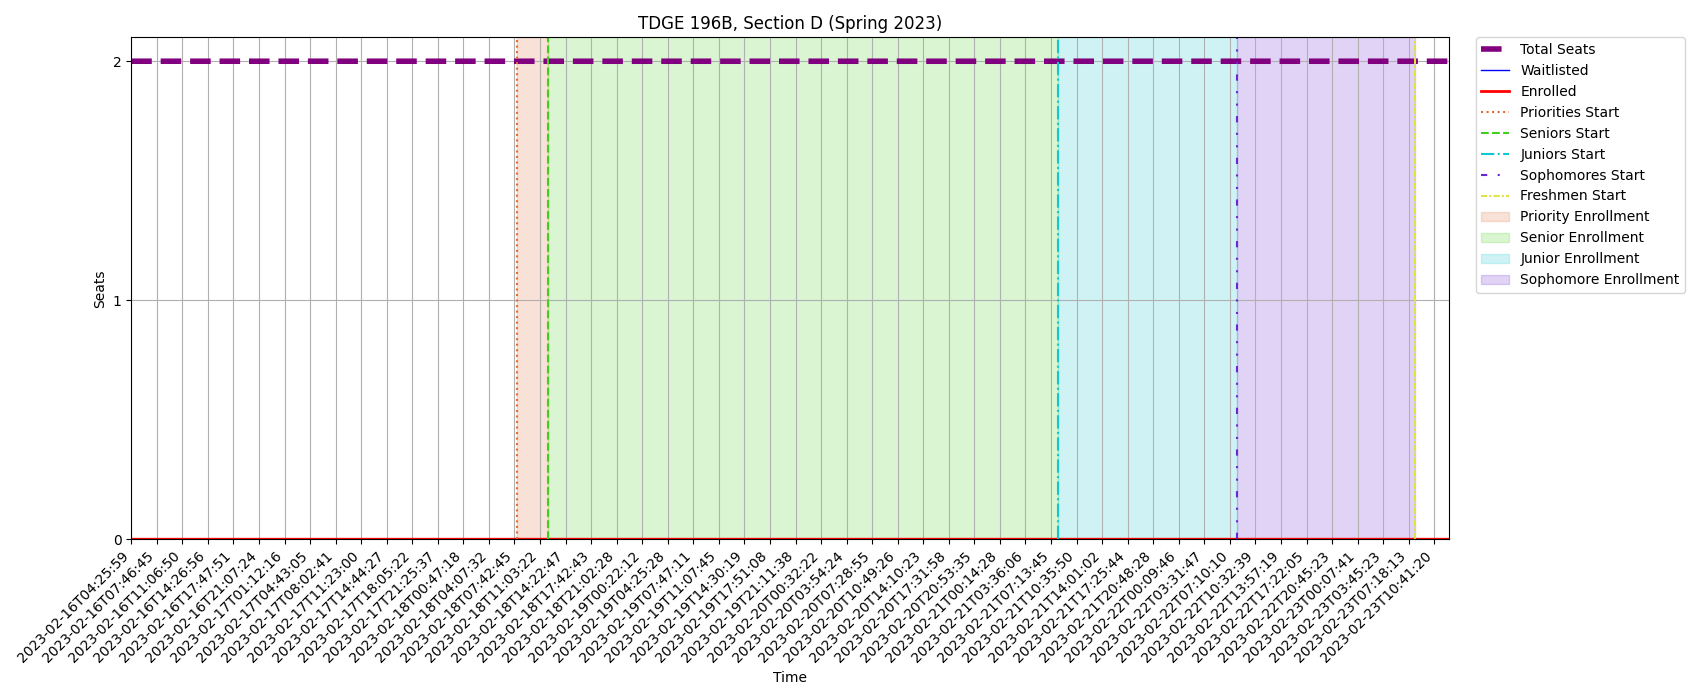 TDGE 196B, Section D (Spring 2023)
Total Seats
Waitlisted
Enrolled
Priorities Start
Seniors Start
Juniors Start
Sophomores Start
Freshmen Start
Priority Enrollment
Senior Enrollment
Junior Enrollment
Sophomore Enrollment
Seats
2
1
0
2023-02-16T04:25:59
2023-02-16T07:46:45
2023-02-16T11:06:50
2023-02-16T14:26:56
2023-02-16T17:47:51
2023-02-16T21:07:24
2023-02-17T01:12:16
2023-02-17T04:43:05
2023-02-17T08:02:41
2023-02-17T11:23:00
2023-02-17T14:44:27
2023-02-17T18:05:22
2023-02-17T21:25:37
2023-02-18T00:47:18
2023-02-18T04:07:32
2023-02-18T07:42:45
2023-02-18T11:03:22
2023-02-18T14:22:47
2023-02-18T17:42:43
2023-02-18T21:02:28
2023-02-19T00:22:12
2023-02-19T04:25:28
2023-02-19T07:47:11
2023-02-19T11:07:45
2023-02-19T14:30:19
2023-02-19T17:51:08
2023-02-19T21:11:38
2023-02-20T00:32:22
2023-02-20T03:54:24
2023-02-20T07:28:55
2023-02-20T10:49:26
2023-02-20T14:10:23
2023-02-20T17:31:58
2023-02-20T20:53:35
2023-02-21T00:14:28
2023-02-21T03:36:06
2023-02-21T07:13:45
2023-02-21T10:35:50
2023-02-21T14:01:02
2023-02-21T17:25:44
2023-02-21T20:48:28
2023-02-22T00:09:46
2023-02-22T03:31:47
2023-02-22T07:10:10
2023-02-22T10:32:39
2023-02-22T13:57:19
2023-02-22T17:22:05
2023-02-22T20:45:23
2023-02-23T00:07:41
2023-02-23T03:45:23
2023-02-23T07:18:13
2023-02-23T10:41:20
Time